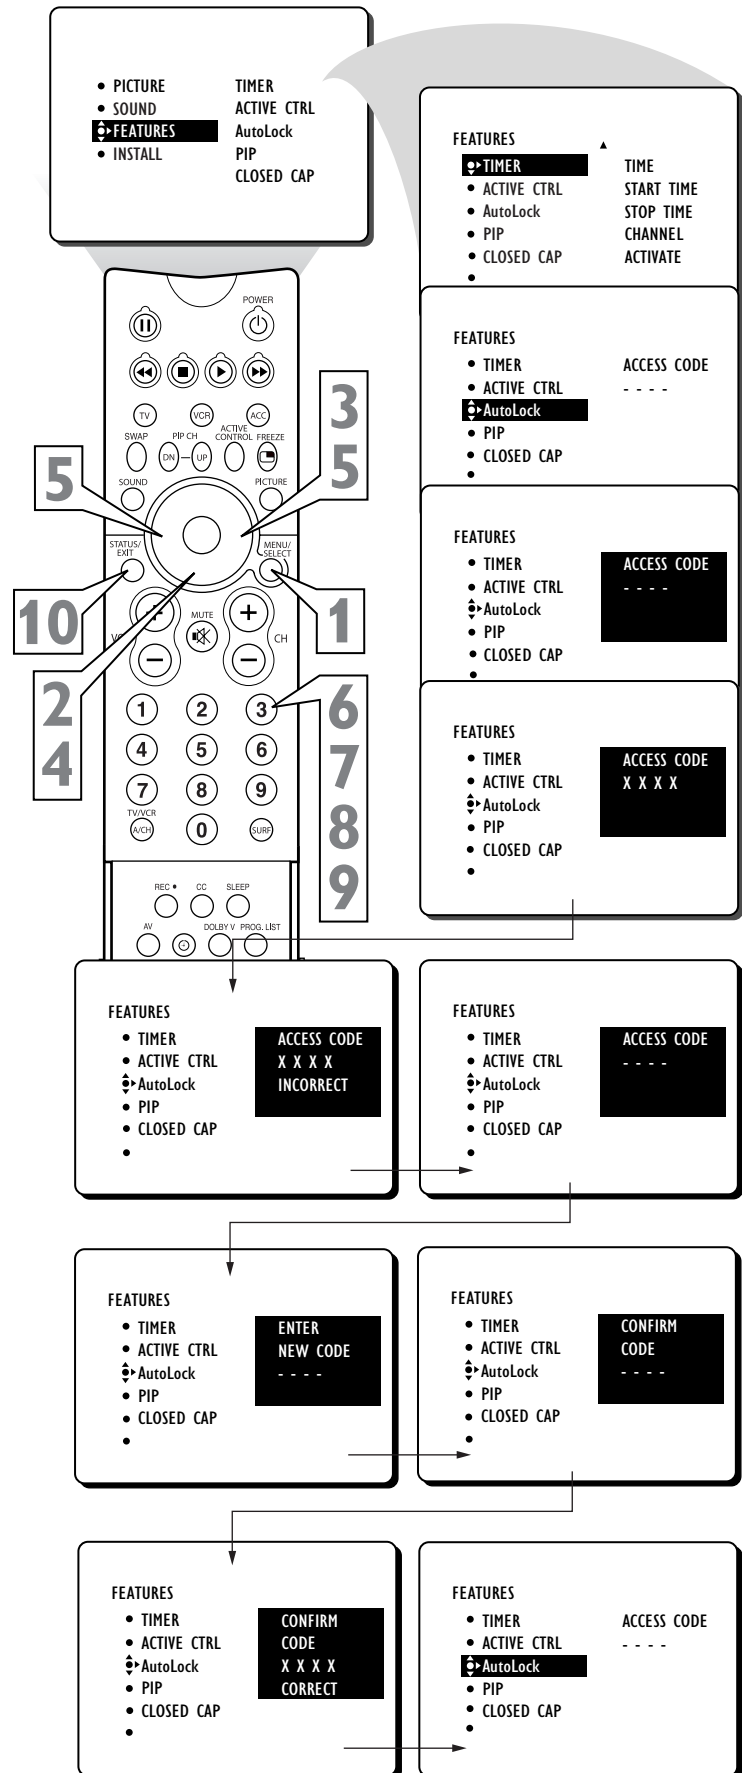 PICTURE TIMER
SOUND ACTIVE CTRL
FEATURES AutoLock
INSTALL PIP
CLOSED CAP
FEATURES
TIMER TIME
ACTIVE CTRL START TIME
AutoLock STOP TIME
PIP CHANNEL
CLOSED CAP ACTIVATE
FEATURES
TIMER ACCESS CODE
ACTIVE CTRL - - - -
AutoLock
PIP
CLOSED CAP
FEATURES
TIMER ACCESS CODE
ACTIVE CTRL - - - -
AutoLock
PIP
CLOSED CAP
FEATURES
TIMER ACCESS CODE
ACTIVE CTRL X X X X
AutoLock
PIP
CLOSED CAP
POWER
TV VCR ACC
SWAP PIP CH ACTIVE CONTROL FREEZE
DN UP
SOUND PICTURE
STATUS/
EXIT
MENU/
SELECT
MUTE
CH
1 2 3
4 5 6
7 8 9
TV/VCR
A/CH 0 SURF
REC CC SLEEP
AV DOLBY V PROG. LIST
3
5
5
10
1
2
4
6
7
8
9
FEATURES
TIMER ACCESS CODE
ACTIVE CTRL X X X X
AutoLock INCORRECT
PIP
CLOSED CAP
FEATURES
TIMER ACCESS CODE
ACTIVE CTRL - - - -
AutoLock
PIP
CLOSED CAP
FEATURES
TIMER ENTER
ACTIVE CTRL NEW CODE
AutoLock - - - -
PIP
CLOSED CAP
FEATURES
TIMER CONFIRM
ACTIVE CTRL CODE
AutoLock - - - -
PIP
CLOSED CAP
FEATURES
TIMER CONFIRM
ACTIVE CTRL CODE
AutoLock X X X X
PIP CORRECT
CLOSED CAP
FEATURES
TIMER ACCESS CODE
ACTIVE CTRL - - - -
AutoLock
PIP
CLOSED CAP